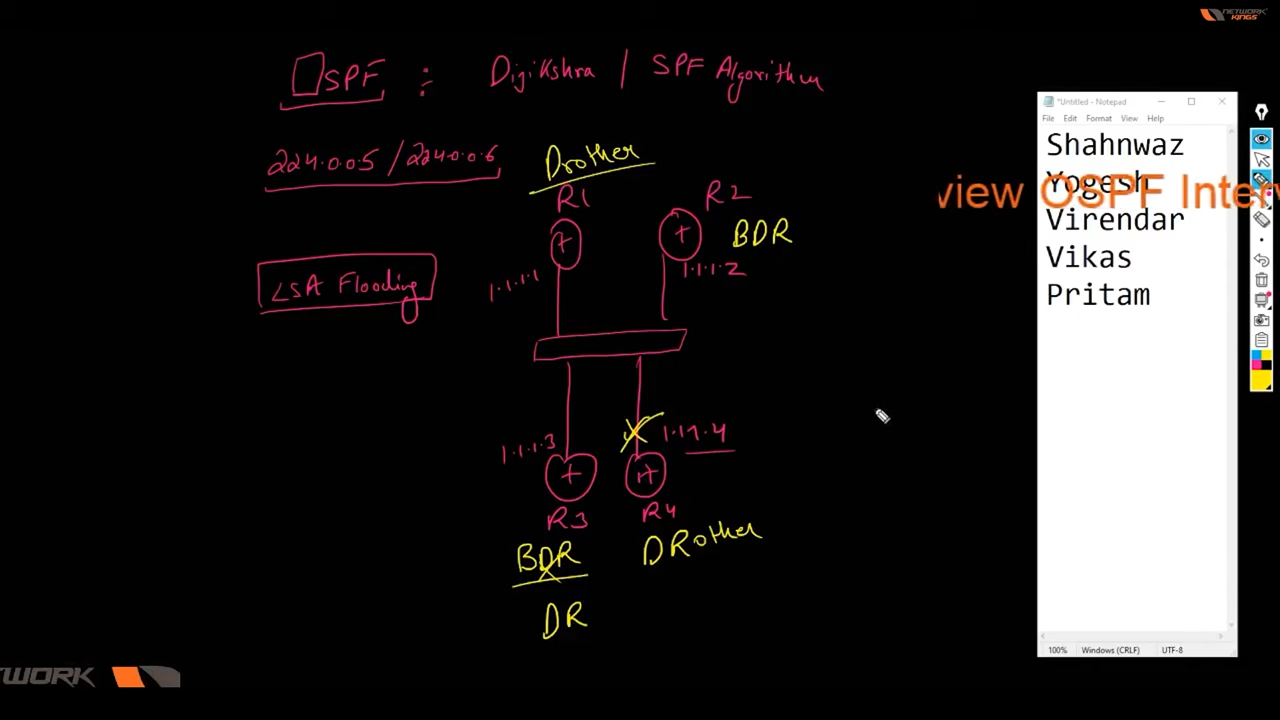 NETWORK
KINGS
OSPF : Dijikshra / SPF Algorithm
224.0.0.5 / 224.0.0.6
Drother
R1
R2
BDR
1.1.1.1
1.1.1.2
LSA Flooding
1.1.1.3
1.1.1.4
R3
R4
BDR
DRother
DR
*Untitled - Notepad
File Edit Format View Help
Shahnwaz
Yogesh
Virendar
Vikas
Pritam
view OSPF Interv
100% Windows (CRLF) UTF-8
ETWORK